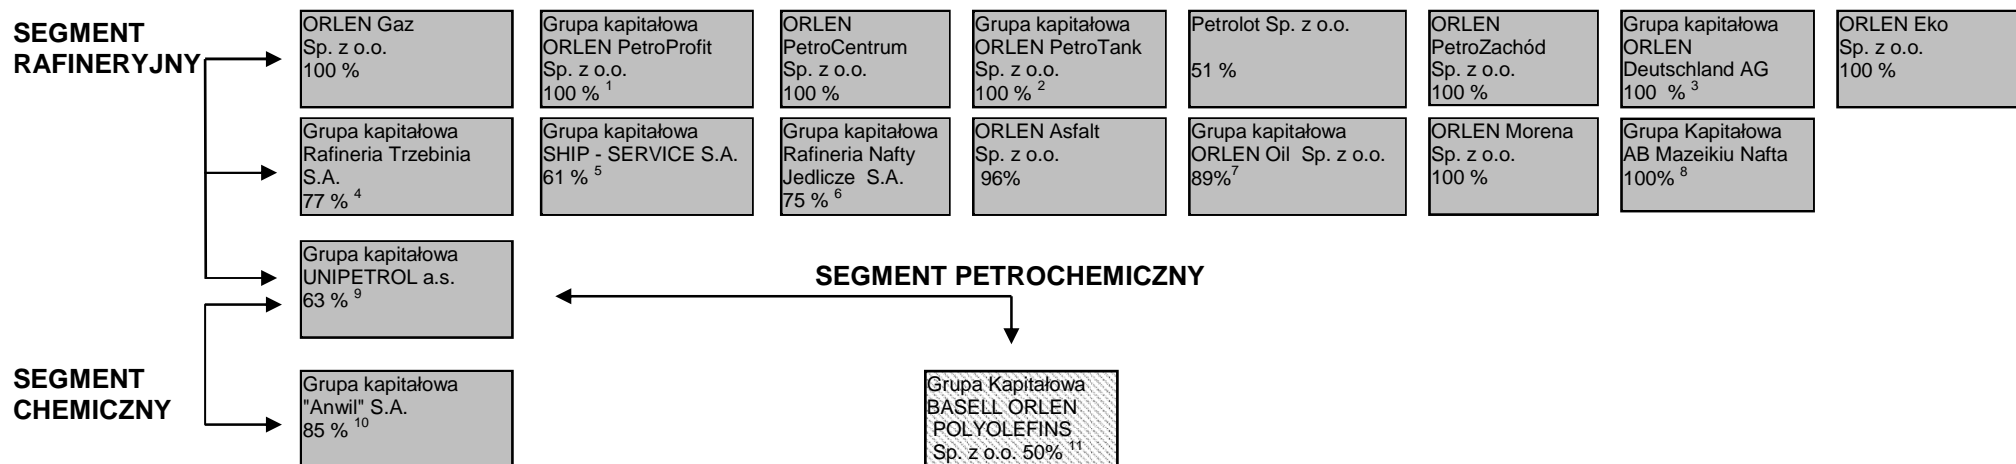 SEGMENT
RAFINERYJNY
ORLEN Gaz
Sp. z o.o.
100 %
Grupa kapitałowa
ORLEN PetroProfit
Sp. z o.o.
100 % 1
ORLEN
PetroCentrum
Sp. z o.o.
100 %
Grupa kapitałowa
ORLEN PetroTank
Sp. z o.o.
100 % 2
Petrolot Sp. z o.o.
51 %
ORLEN
PetroZachód
Sp. z o.o.
100 %
Grupa kapitałowa
ORLEN
Deutschland AG
100 % 3
ORLEN Eko
Sp. z o.o.
100 %
Grupa kapitałowa
Rafineria Trzebinia
S.A.
77 % 4
Grupa kapitałowa
SHIP - SERVICE S.A.
61 % 5
Grupa kapitałowa
Rafineria Nafty
Jedlicze S.A.
75 % 6
ORLEN Asfalt
Sp. z o.o.
96%
Grupa kapitałowa
ORLEN Oil Sp. z o.o.
89%7
ORLEN Morena
Sp. z o.o.
100 %
Grupa Kapitałowa
AB Mazeikiu Nafta
100% 8
Grupa kapitałowa
UNIPETROL a.s.
63 % 9
SEGMENT PETROCHEMICZNY
SEGMENT
CHEMICZNY
Grupa kapitałowa
"Anwil" S.A.
85 % 10
Grupa Kapitałowa
BASELL ORLEN
POLYOLEFINS
Sp. z o.o. 50% 11